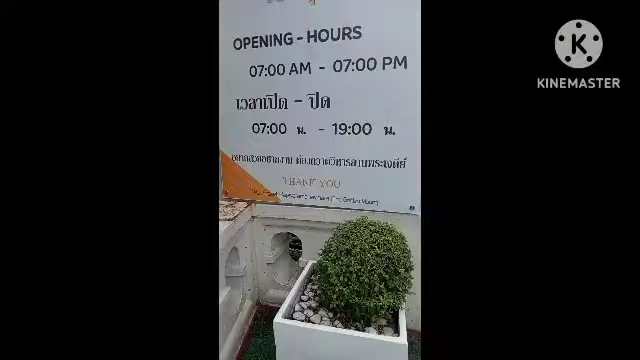 OPENING - HOURS
07:00 AM - 07:00 PM
เวลาเปิด - ปิด
07:00 น. - 19:00 น.
THANK YOU
KINEMASTER